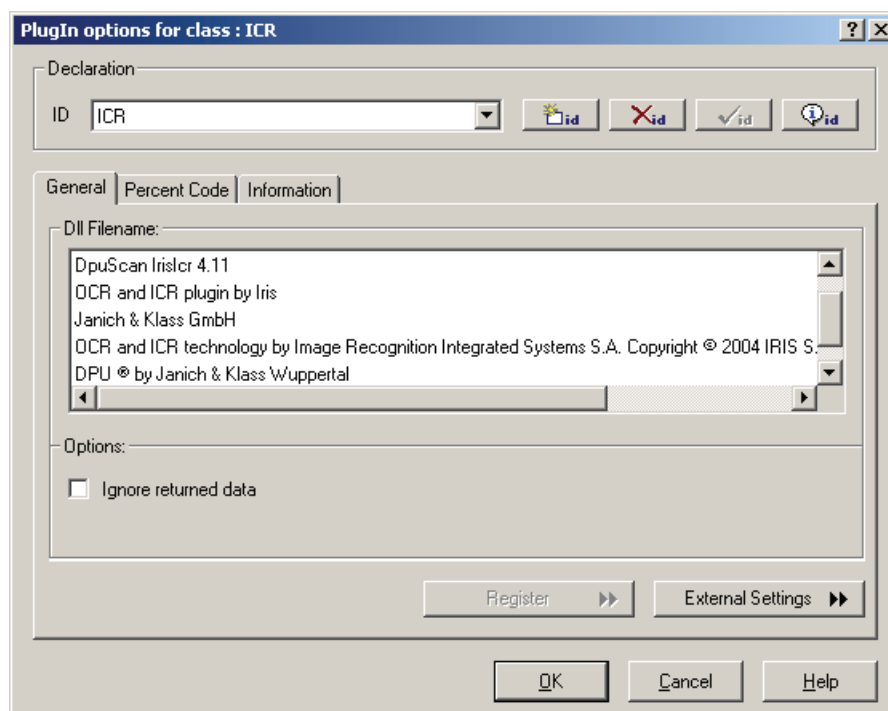 PlugIn options for class : ICR
Declaration
ID ICR id id id id
General Percent Code Information
Dll Filename:
DpuScan IrisIcr 4.11
OCR and ICR plugin by Iris
Janich & Klass GmbH
OCR and ICR technology by Image Recognition Integrated Systems S.A. Copyright © 2004 IRIS S.
DPU ® by Janich & Klass Wuppertal
Options:
Ignore returned data
Register External Settings
OK Cancel Help